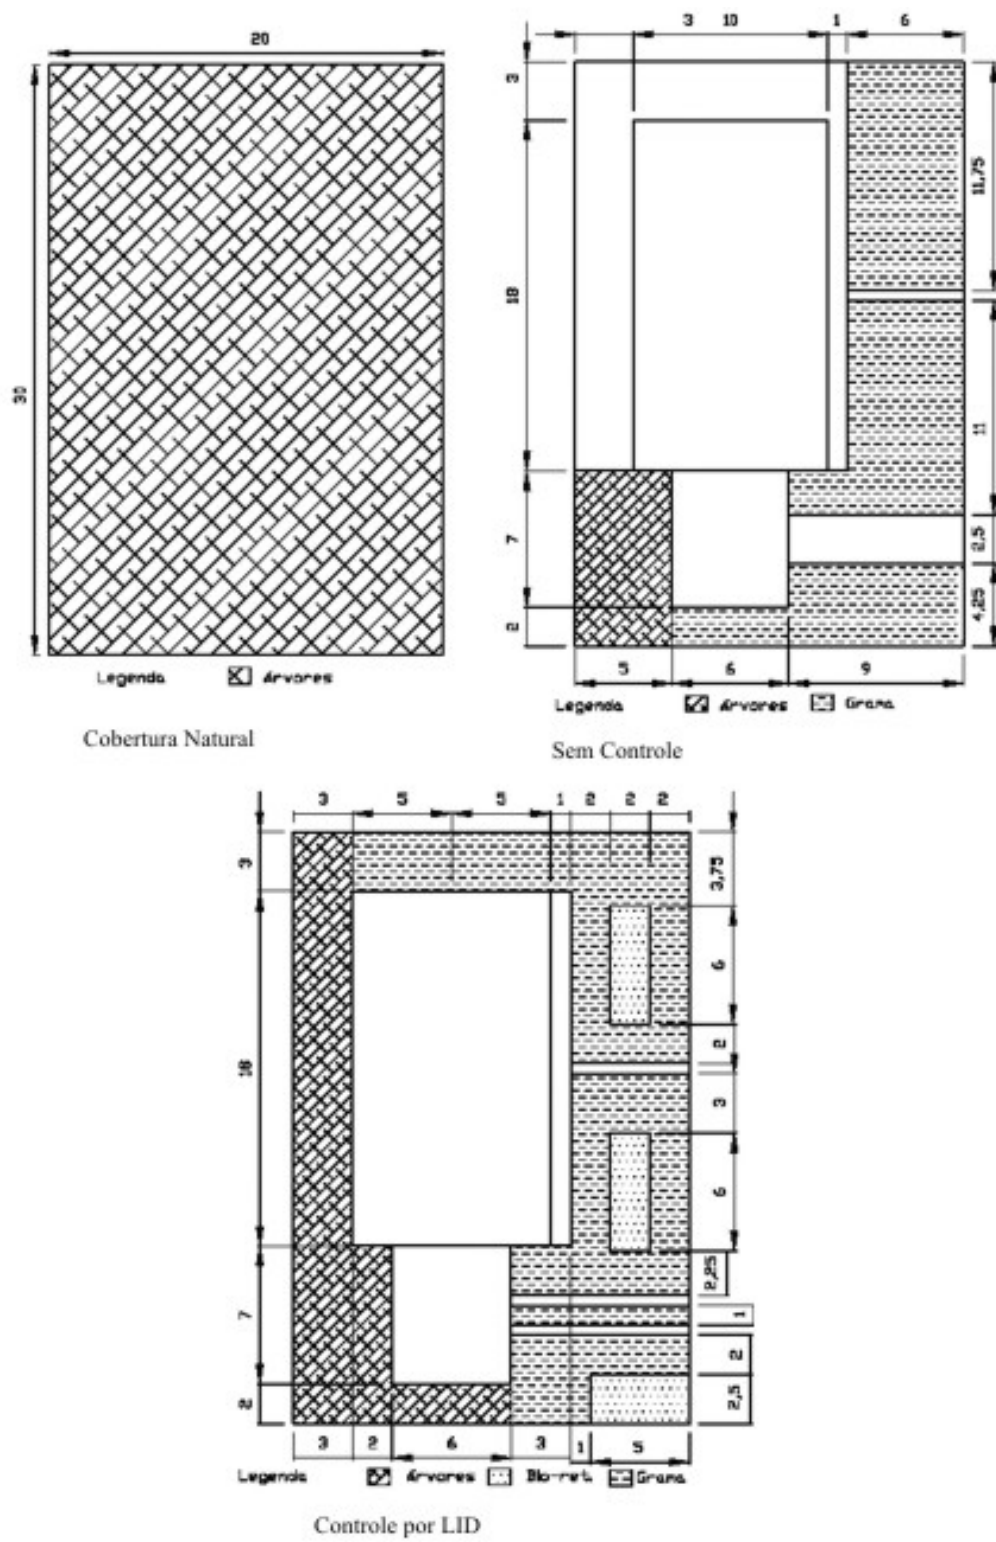 20
30
Legenda Árvores
Cobertura Natural
3 10 1 6
3
18
7
2
11,75
11
2,5
4,25
5 6 9
Legenda Árvores Grama
Sem Controle
3 5 5 1 2 2 2
3
18
7
2
3,75
6
2
3
6
2,25
1
2
2,5
3 2 6 3 1 5
Legenda Árvores Bio-ret. Grama
Controle por LID